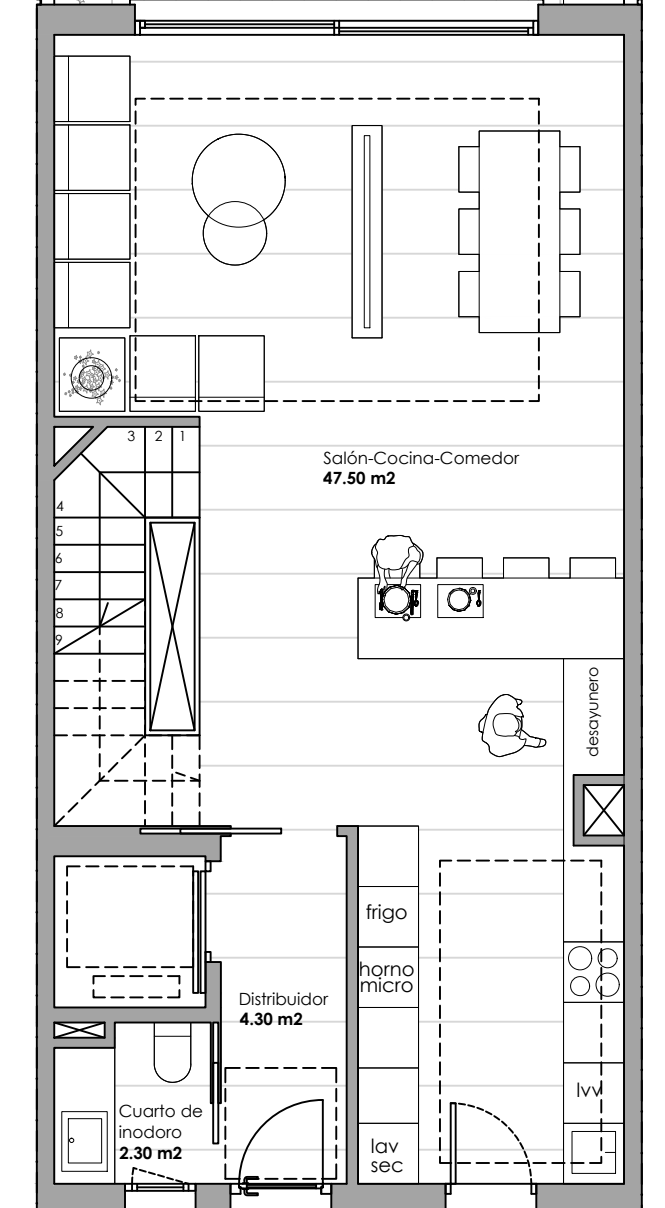 3 2 1
4
5
6
7
8
9
Salón-Cocina-Comedor
47.50 m2
desayunero
frigo
horno
micro
Distribuidor
4.30 m2
lvv
Cuarto de
inodoro
2.30 m2
lav
sec